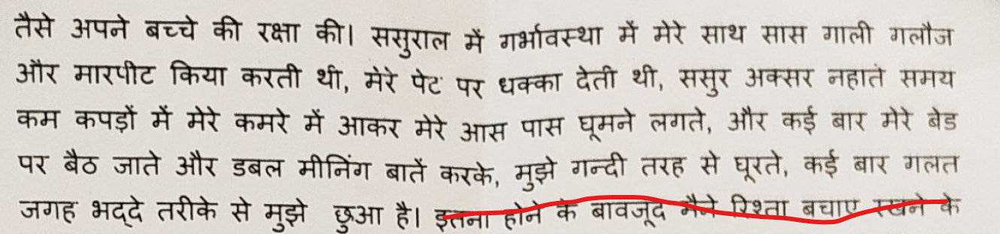 तैसे अपने बच्चे की रक्षा की। ससुराल में गर्भावस्था में मेरे साथ सास गाली गलौज
और मारपीट किया करती थी, मेरे पेट पर धक्का देती थी, ससुर अक्सर नहाते समय
कम कपड़ों में मेरे कमरे में आकर मेरे आस पास घूमने लगते, और कई बार मेरे बेड
पर बैठ जाते और डबल मीनिंग बातें करके, मुझे गन्दी तरह से घूरते, कई बार गलत
जगह भद्दे तरीके से मुझे छुआ है। इतना होने के बावजूद मैने रिश्ता बचाए रखने के